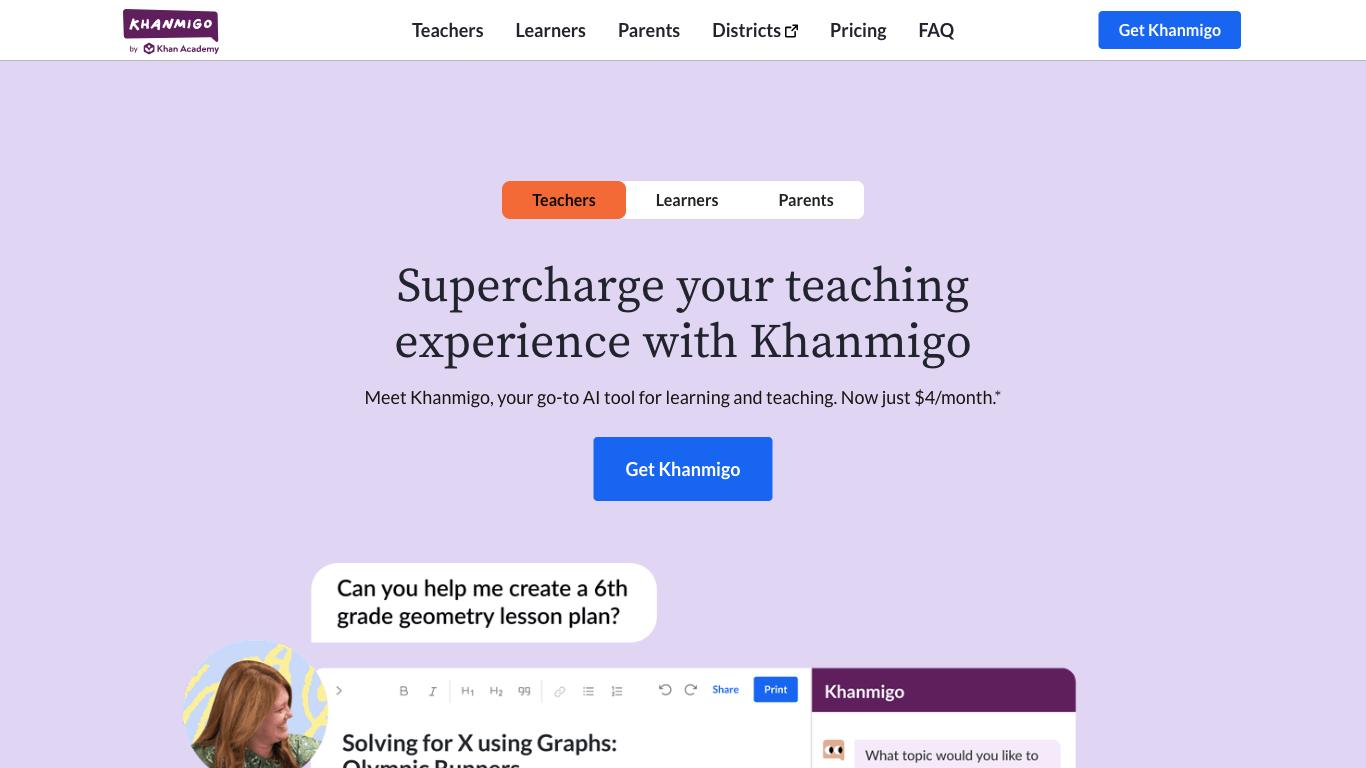 KHANMIGO
by Khan Academy
Teachers
Learners
Parents
Districts
Pricing
FAQ
Get Khanmigo
Teachers
Learners
Parents
Supercharge your teaching
experience with Khanmigo
Meet Khanmigo, your go-to AI tool for learning and teaching. Now just $4/month.*
Get Khanmigo
Can you help me create a 6th
grade geometry lesson plan?
B
I
H1
H2
Share
Print
Khanmigo
Solving for X using Graphs:
Olympic Runners
What topic would you like to